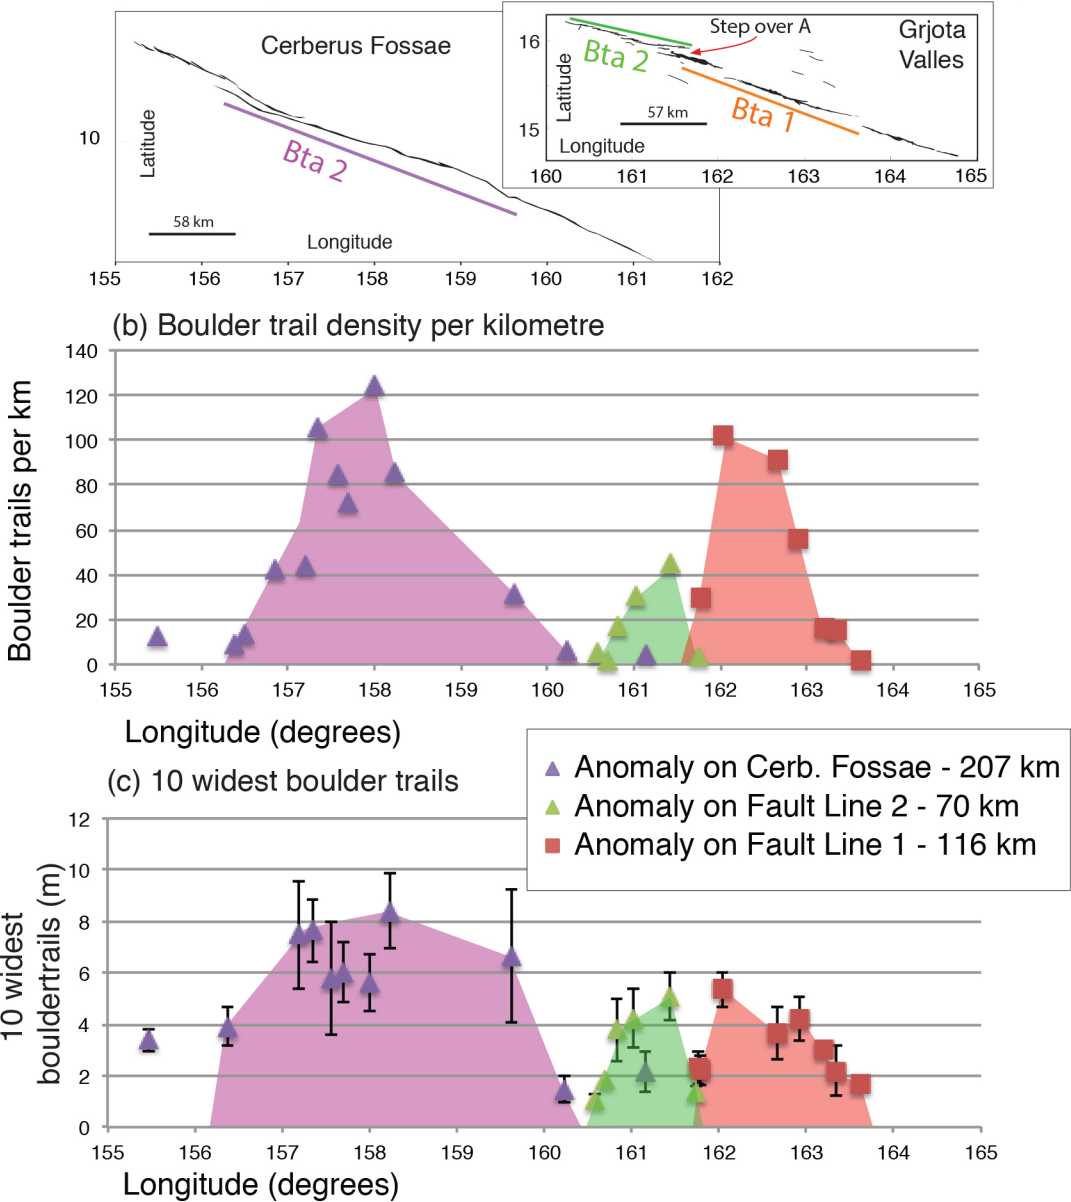 Cerberus Fossae
10
Latitude
Bta 2
58 km
Longitude
155 156 157 158 159 160 161 162
Step over A
Grjota
Valles
16
15
Latitude
Bta 2
57 km
Bta 1
Longitude
160 161 162 163 164 165
(b) Boulder trail density per kilometre
Boulder trails per km
140
120
100
80
60
40
20
0
155 156 157 158 159 160 161 162 163 164 165
Longitude (degrees)
Anomaly on Cerb. Fossae - 207 km
Anomaly on Fault Line 2 - 70 km
Anomaly on Fault Line 1 - 116 km
(c) 10 widest boulder trails
10 widest
bouldertrails (m)
12
10
8
6
4
2
0
155 156 157 158 159 160 161 162 163 164 165
Longitude (degrees)